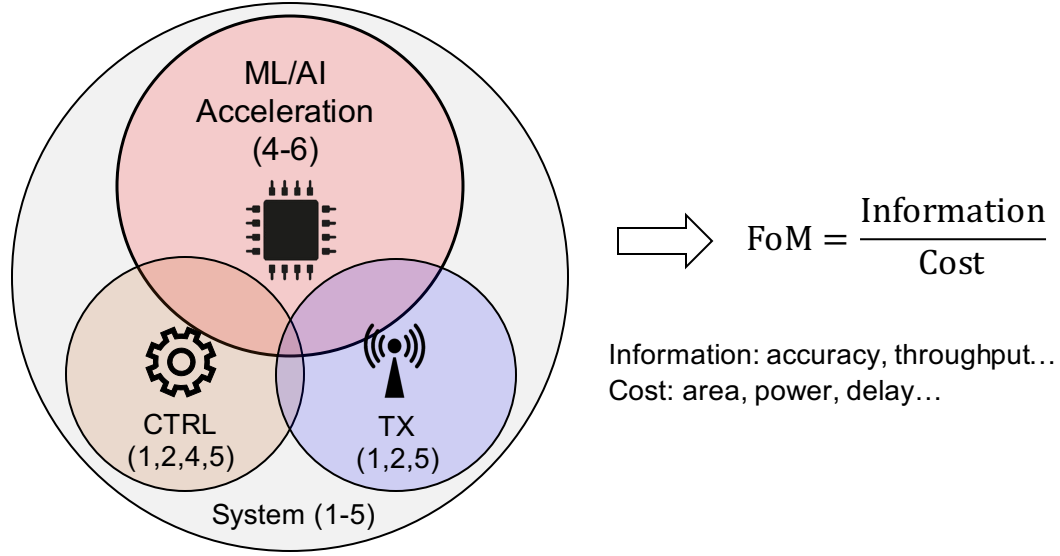 ML/AI
Acceleration
(4-6)
CTRL
(1,2,4,5)
TX
(1,2,5)
System (1-5)
FoM = Information / Cost
Information: accuracy, throughput…
Cost: area, power, delay…